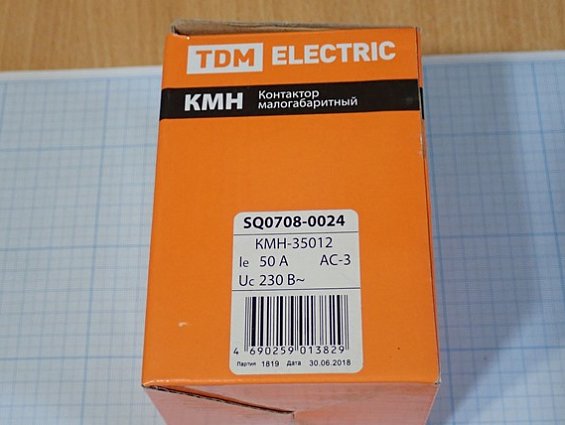 TDM ELECTRIC
КМН Контактор
малогабаритный
SQ0708-0024
КМН-35012
Ie 50 А АС-3
Uc 230 В~
4 690259 013829
Партия 1819 Дата 30.06.2018